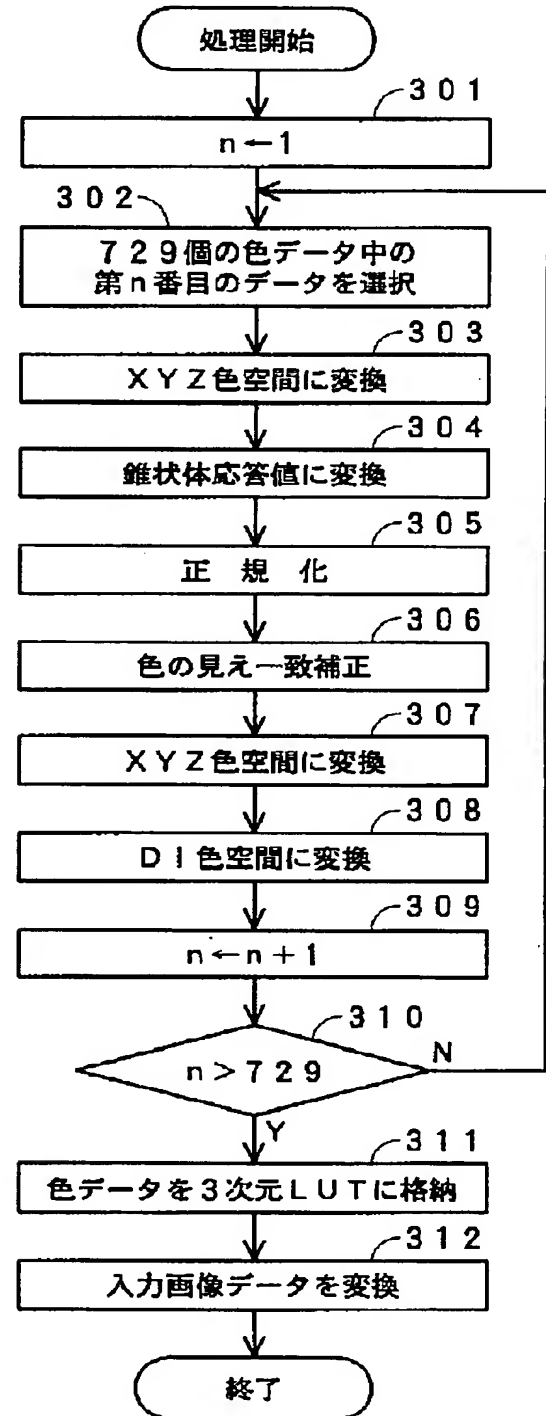 処理開始
301
n←1
302
729個の色データ中の
第n番目のデータを選択
303
XYZ色空間に変換
304
錐状体応答値に変換
305
正規化
306
色の見え一致補正
307
XYZ色空間に変換
308
DI色空間に変換
309
n←n+1
310
n>729
N
Y
311
色データを3次元LUTに格納
312
入力画像データを変換
終了